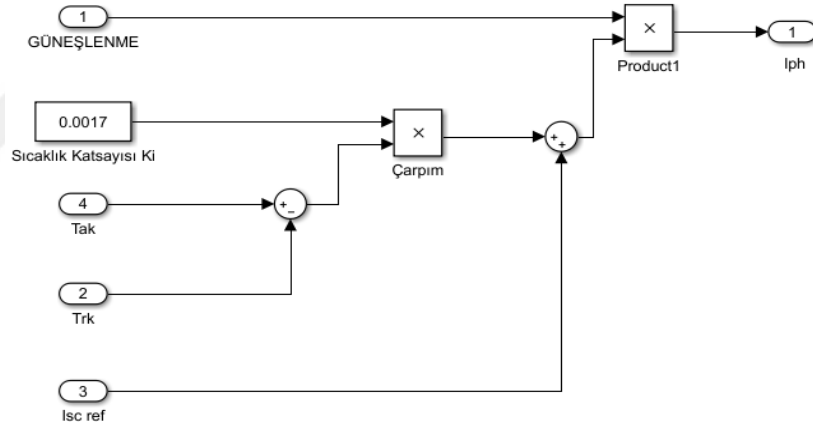 1
GÜNEŞLENME
×
Product1
1
Iph
0.0017
Sıcaklık Katsayısı Ki
×
Çarpım
+
+
4
Tak
+
−
2
Trk
3
Isc ref